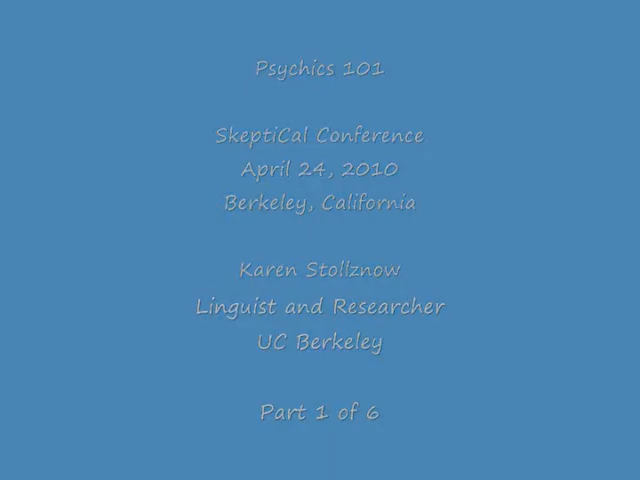 Psychics 101
SkeptiCal Conference
April 24, 2010
Berkeley, California
Karen Stollznow
Linguist and Researcher
UC Berkeley
Part 1 of 6